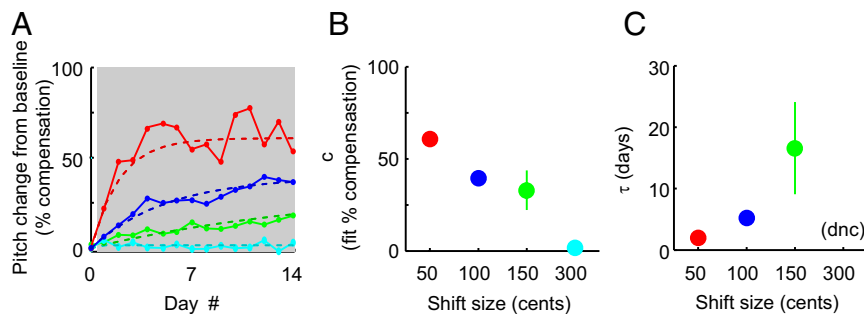 A
Pitch change from baseline
(% compensation)
100
50
0
0
7
14
Day #
B
c
(fit % compensastion)
100
50
0
50
100
150
300
Shift size (cents)
C
τ (days)
30
20
10
0
(dnc)
50
100
150
300
Shift size (cents)